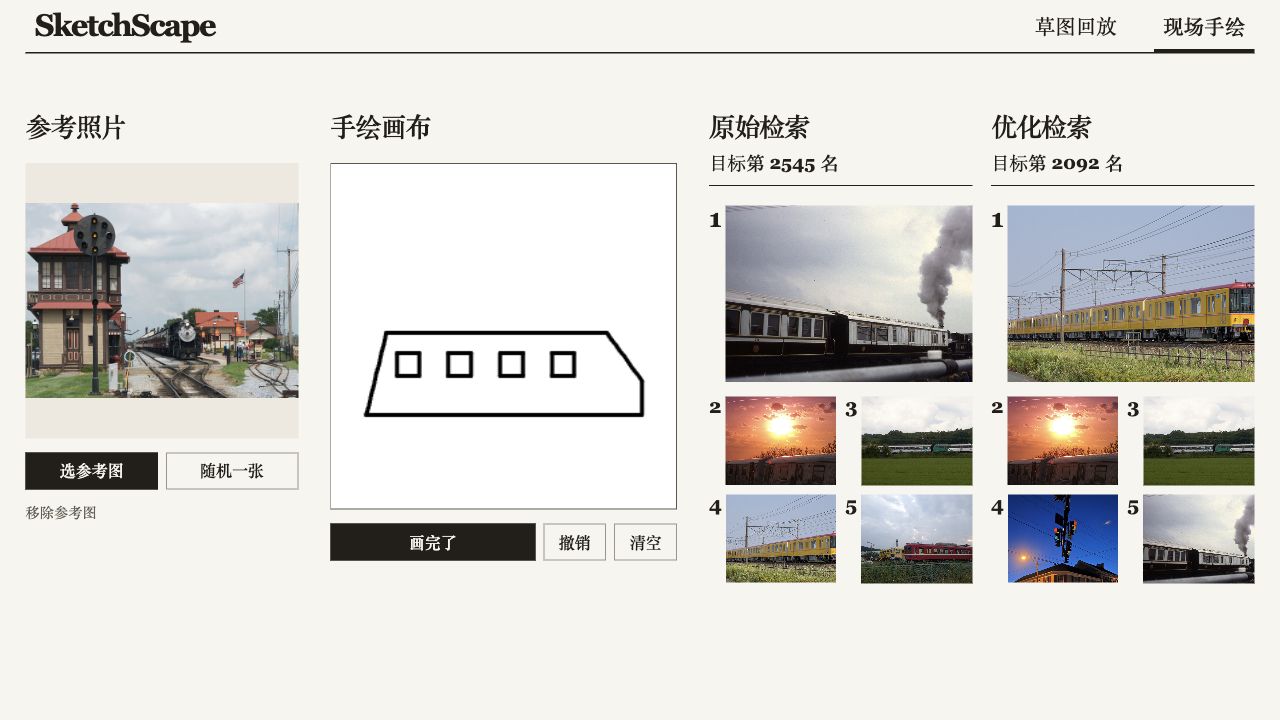 SketchScape
草图回放
现场手绘
参考照片
选参考图
随机一张
移除参考图
手绘画布
画完了
撤销
清空
原始检索
目标第 2545 名
1
2
3
4
5
优化检索
目标第 2092 名
1
2
3
4
5